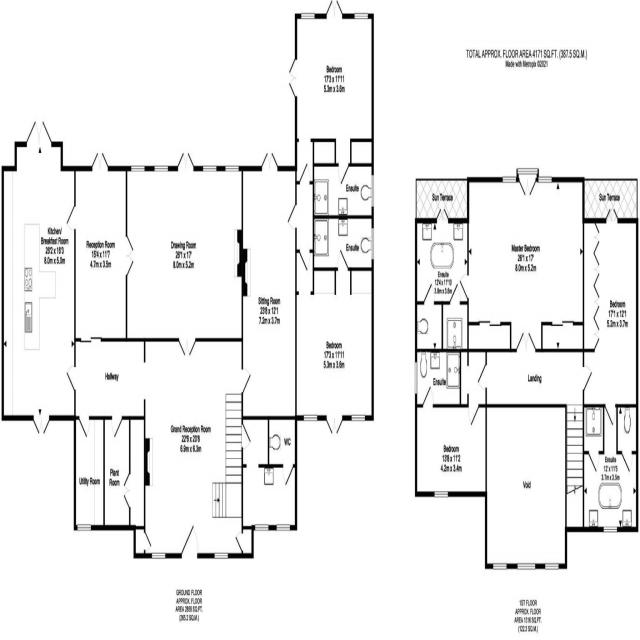 TOTAL APPROX. FLOOR AREA 4171 SQ.FT. (387.5 SQ.M.)
Made with Metropix ©2021
Bedroom
17'3 x 11'11
5.3m x 3.6m
Ensuite
Ensuite
Bedroom
17'3 x 11'11
5.3m x 3.6m
Kitchen/
Breakfast Room
26'2 x 16'3
8.0m x 5.0m
Reception Room
15'4 x 11'7
4.7m x 3.5m
Drawing Room
26'1 x 17'
8.0m x 5.2m
Sitting Room
23'8 x 12'1
7.2m x 3.7m
Hallway
Grand Reception Room
22'8 x 20'8
6.9m x 6.3m
WC
Utility Room
Plant
Room
GROUND FLOOR
APPROX. FLOOR
AREA
SQ.FT.
SQ.M.)
Sun Terrace
Sun Terrace
Master Bedroom
26'1 x 17'
8.0m x 5.2m
Ensuite
12'4 x 11'10
3.8m x 3.6m
Bedroom
17'1 x 12'1
5.2m x 3.7m
Ensuite
Landing
Bedroom
13'8 x 11'2
4.2m x 3.4m
Void
Ensuite
12' x 11'5
3.7m x 3.5m
1ST FLOOR
APPROX. FLOOR
AREA 1316 SQ.FT.
(122.3 SQ.M.)